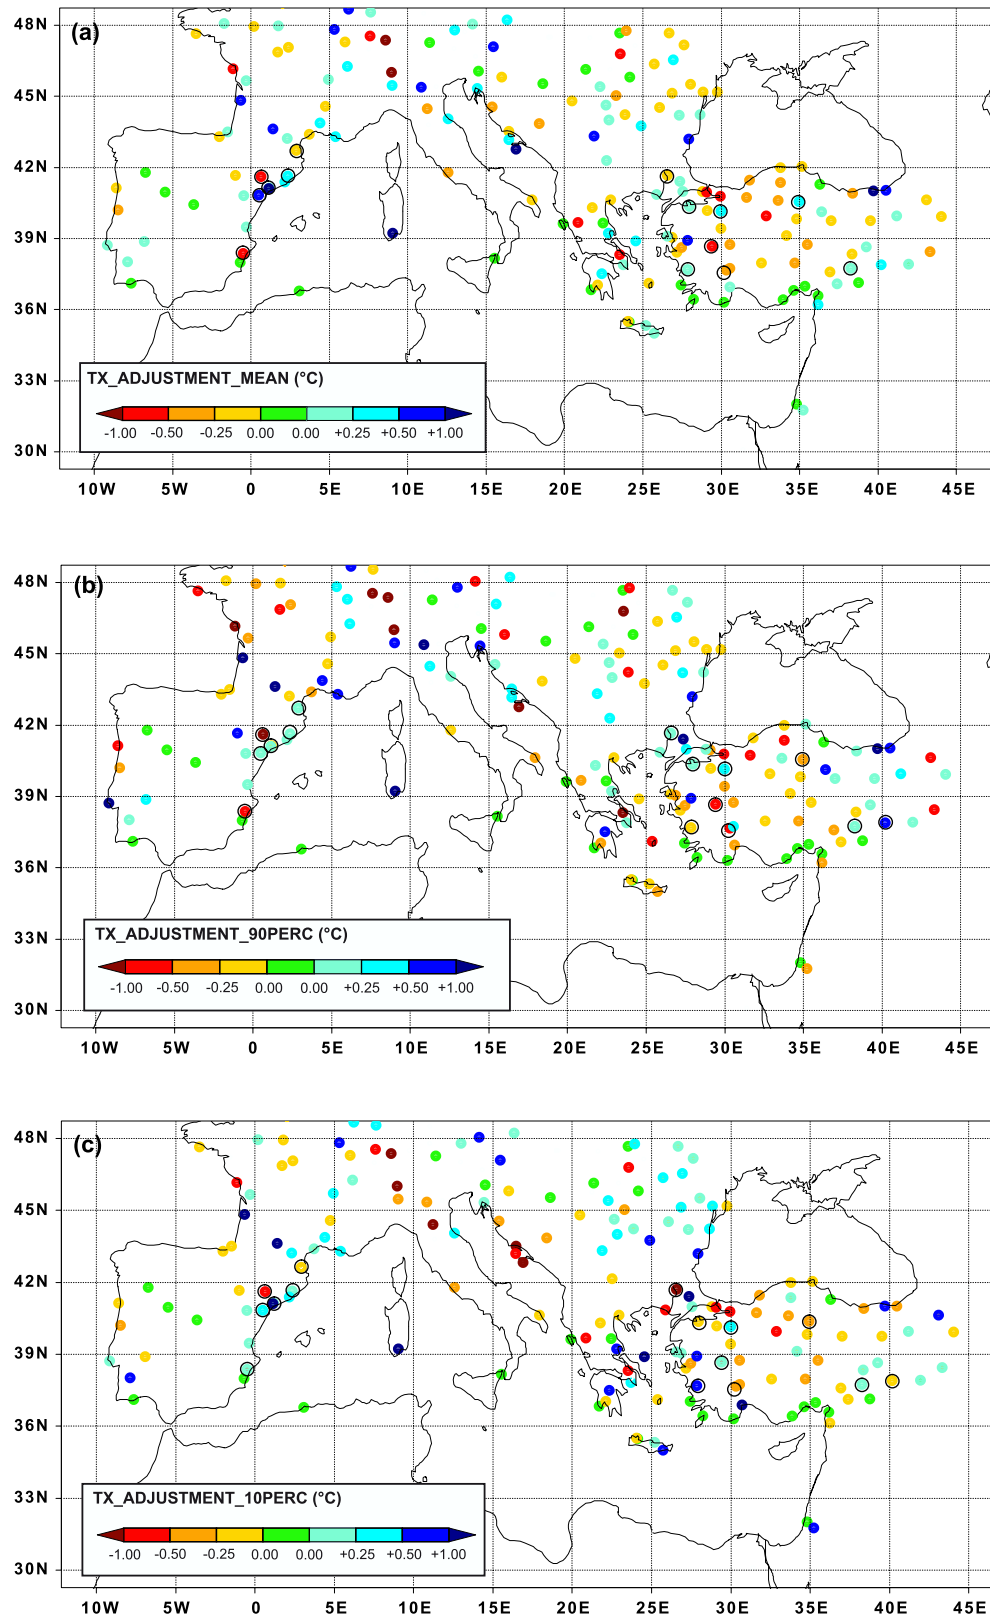 (a)
48N
45N
42N
39N
36N
33N
30N
TX_ADJUSTMENT_MEAN (°C)
-1.00 -0.50 -0.25 0.00 0.00 +0.25 +0.50 +1.00
10W 5W 0 5E 10E 15E 20E 25E 30E 35E 40E 45E
(b)
48N
45N
42N
39N
36N
33N
30N
TX_ADJUSTMENT_90PERC (°C)
-1.00 -0.50 -0.25 0.00 0.00 +0.25 +0.50 +1.00
10W 5W 0 5E 10E 15E 20E 25E 30E 35E 40E 45E
(c)
48N
45N
42N
39N
36N
33N
30N
TX_ADJUSTMENT_10PERC (°C)
-1.00 -0.50 -0.25 0.00 0.00 +0.25 +0.50 +1.00
10W 5W 0 5E 10E 15E 20E 25E 30E 35E 40E 45E